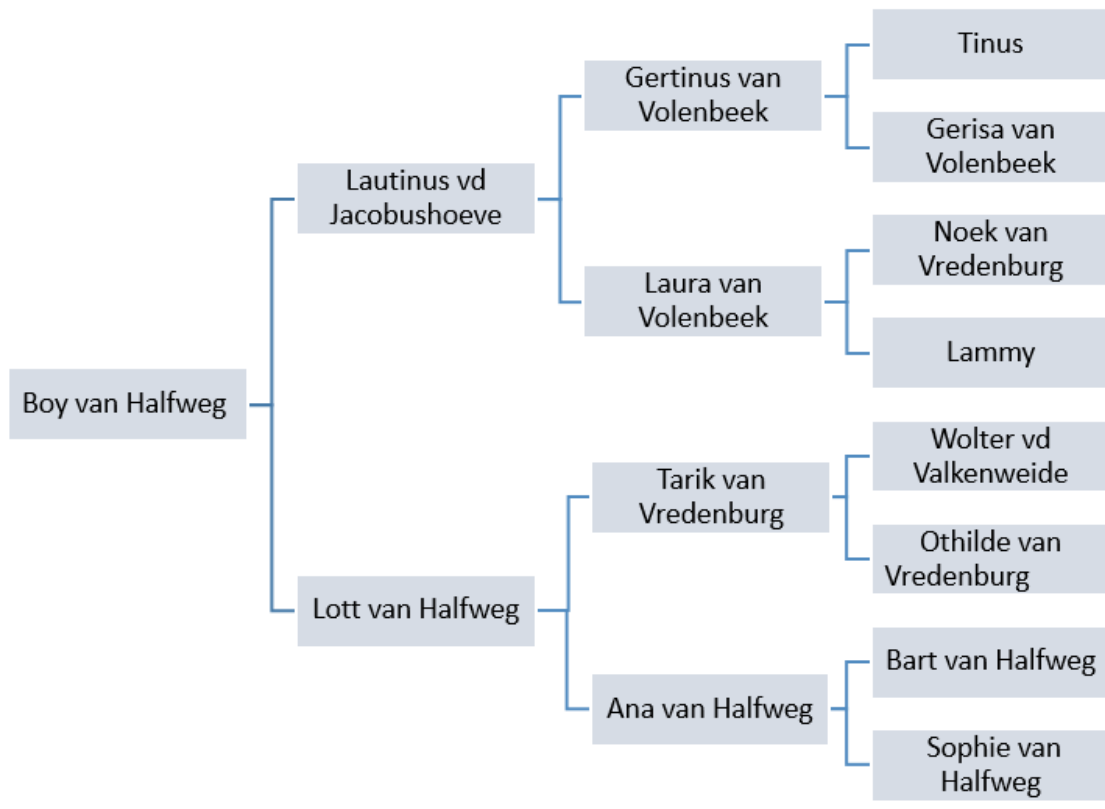 Tinus
Gertinus van
Volenbeek
Gerisa van
Volenbeek
Lautinus vd
Jacobushoeve
Noek van
Vredenburg
Laura van
Volenbeek
Lammy
Boy van Halfweg
Wolter vd
Valkenweide
Tarik van
Vredenburg
Othilde van
Vredenburg
Lott van Halfweg
Bart van Halfweg
Ana van Halfweg
Sophie van
Halfweg